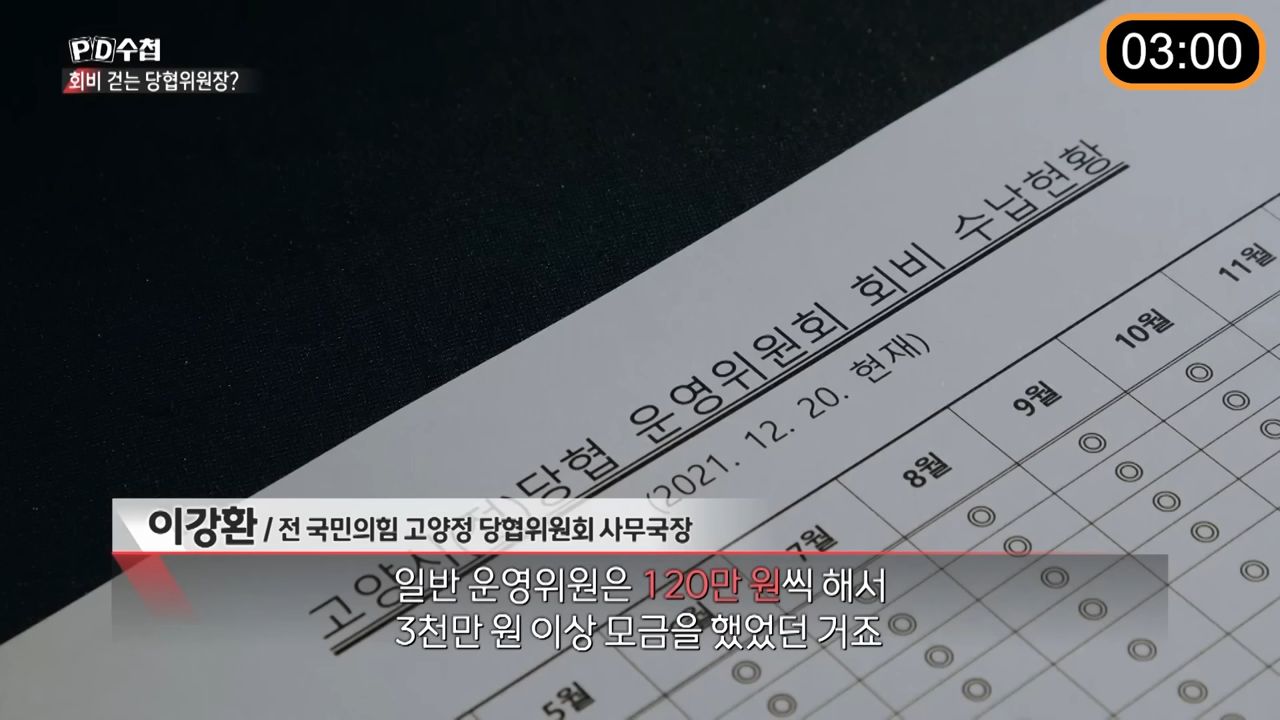 PD수첩
회비 걷는 당협위원장?
03:00
고양시(정)당협 운영위원회 회비 수납현황
(2021. 12. 20. 현재)
5월
7월
8월
9월
10월
11월
이강환 / 전 국민의힘 고양정 당협위원회 사무국장
일반 운영위원은 120만 원씩 해서
3천만 원 이상 모금을 했었던 거죠